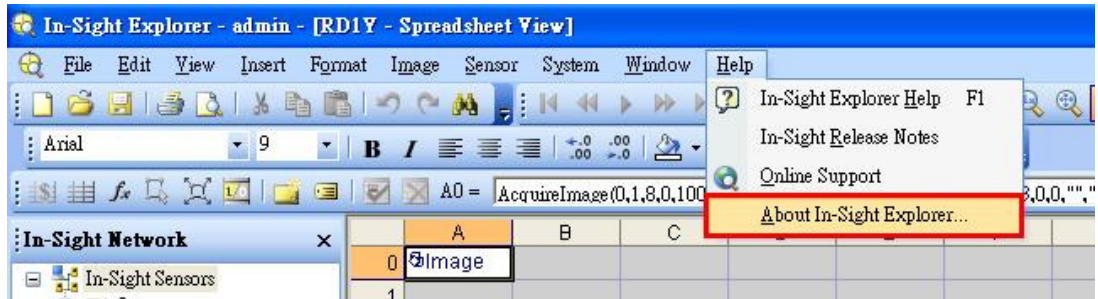 In-Sight Explorer - admin - [RD1Y - Spreadsheet View]
File Edit View Insert Format Image Sensor System Window Help
In-Sight Explorer Help F1
Arial 9 B I
In-Sight Release Notes
Online Support
A0 = AcquireImage(0,1,8,0,100
0,0,"","
About In-Sight Explorer...
In-Sight Network
A B C
0 Image
In-Sight Sensors
1